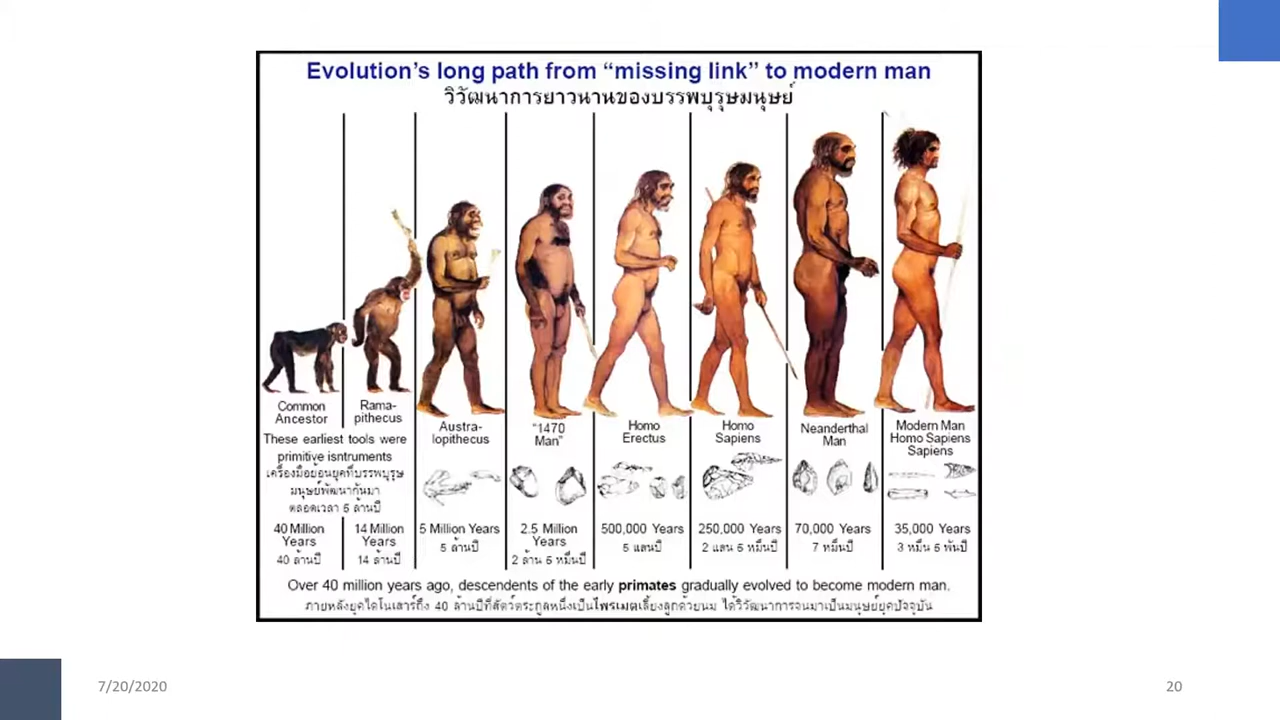 Evolution's long path from “missing link” to modern man
วิวัฒนาการยาวนานของบรรพบุรุษมนุษย์
Common
Ancestor
Rama-
pithecus
These earliest tools were
primitive isntruments
เครื่องมือย้อนยุคที่บรรพบุรุษ
มนุษย์พัฒนากันมา
ตลอดเวลา 5 ล้านปี
40 Million
Years
40 ล้านปี
14 Million
Years
14 ล้านปี
Austra-
lopithecus
5 Million Years
5 ล้านปี
"1470
Man"
2.5 Million
Years
2 ล้าน 5 หมื่นปี
Homo
Erectus
500,000 Years
5 แสนปี
Homo
Sapiens
250,000 Years
2 แสน 5 หมื่นปี
Neanderthal
Man
70,000 Years
7 หมื่นปี
Modern Man
Homo Sapiens
Sapiens
35,000 Years
3 หมื่น 5 พันปี
Over 40 million years ago, descendents of the early primates gradually evolved to become modern man.
ภายหลังยุคไดโนเสาร์ถึง 40 ล้านปีที่สัตว์ตระกูลหนึ่งเป็นไพรเมตเลี้ยงลูกด้วยนม ได้วิวัฒนาการจนมาเป็นมนุษย์ยุคปัจจุบัน
7/20/2020
20